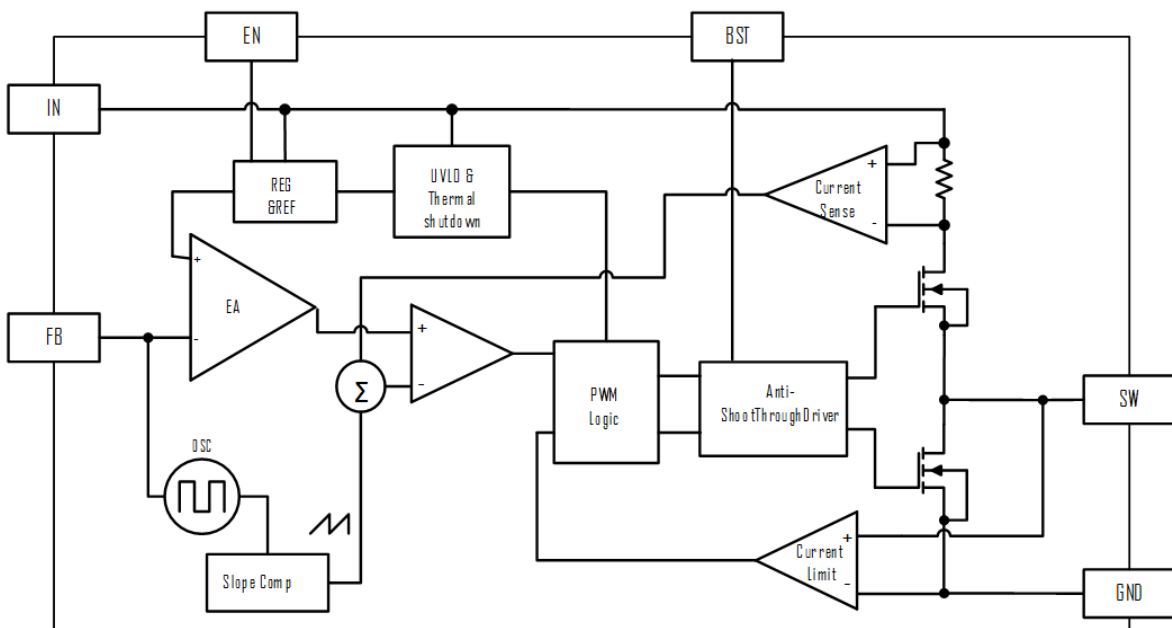 EN
BST
IN
REG
&REF
UVLO &
Thermal
shutdown
+
Current
Sense
-
+
EA
-
FB
+
-
Σ
PWM
Logic
Anti-
ShootThroughDriver
SW
OSC
Slope Comp
+
Current
Limit
-
GND